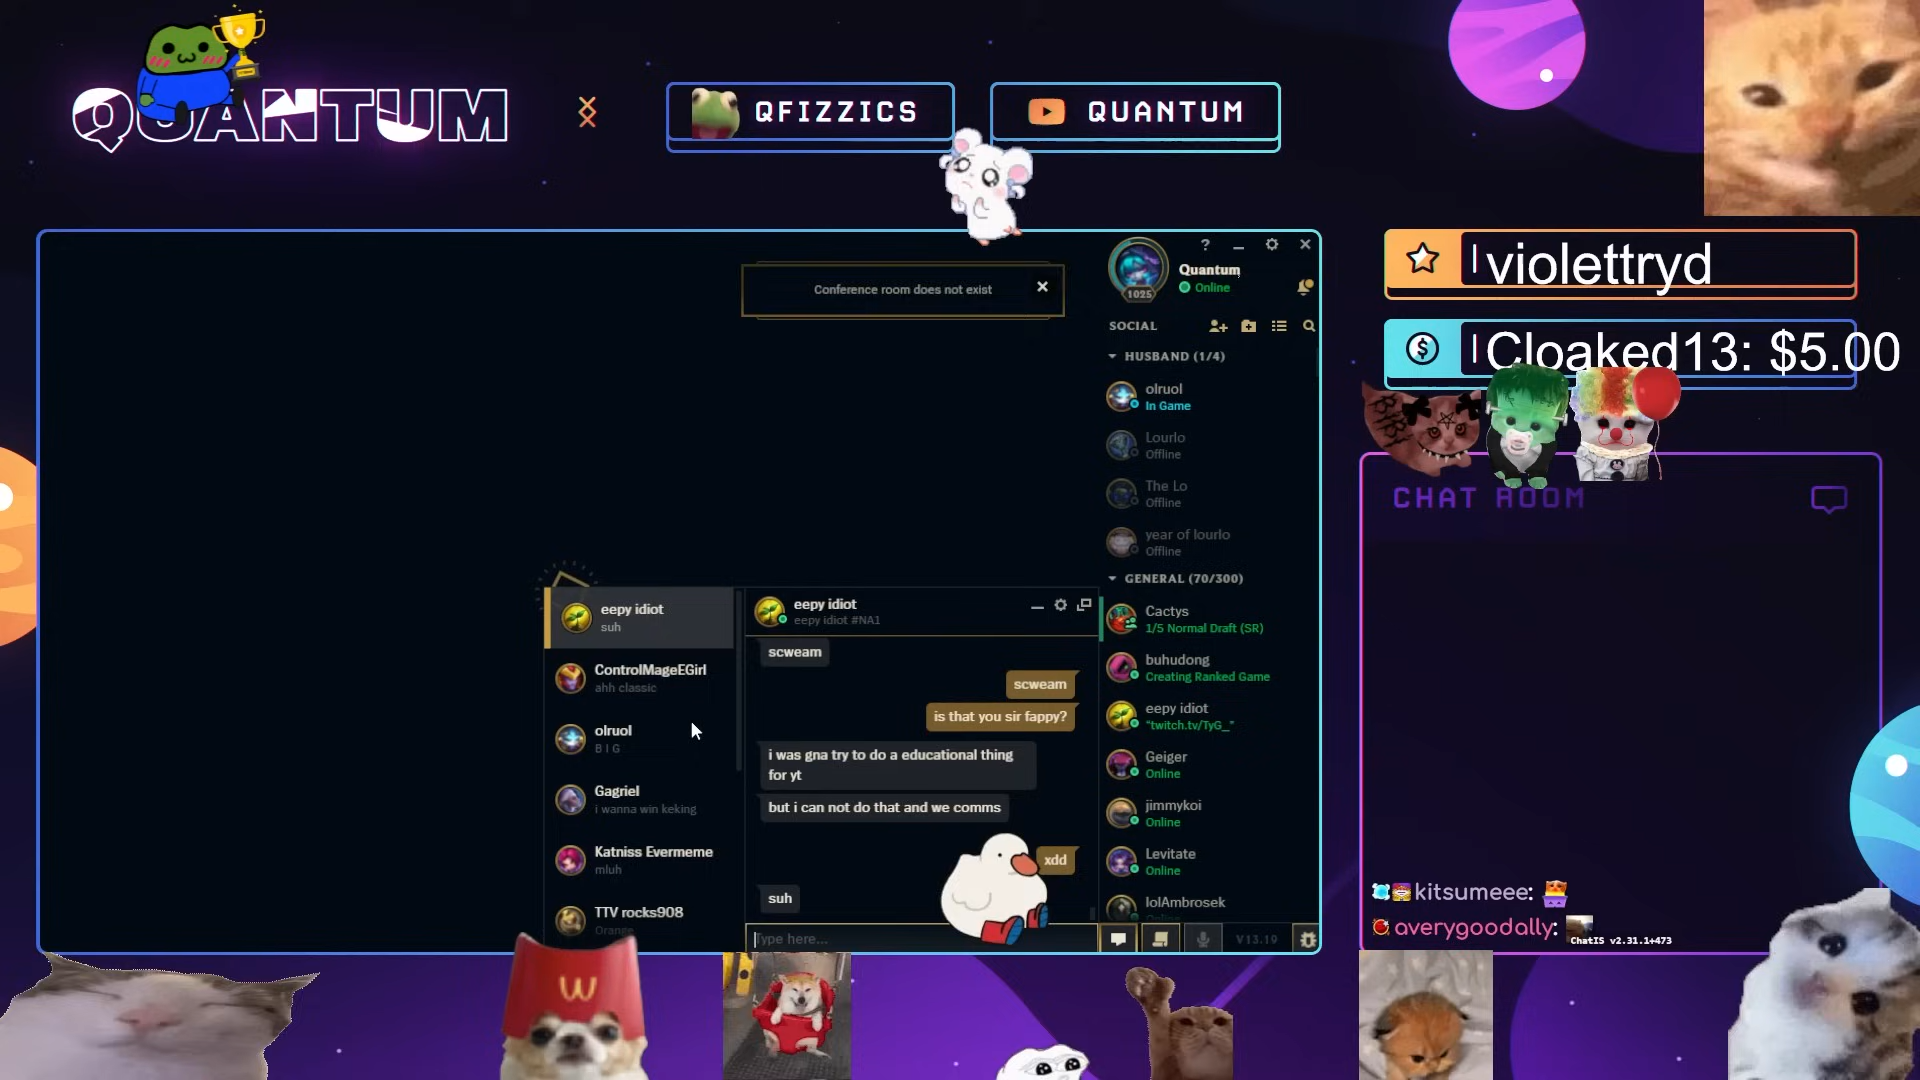 QUANTUM
QFIZZICS
QUANTUM
violettryd
Cloaked13: $5.00
CHAT ROOM
kitsumeee:
averygoodally:
ChatIS v2.31.1+473
Conference room does not exist
1025
Quantum
Online
SOCIAL
HUSBAND (1/4)
olruol
In Game
Lourlo
Offline
The Lo
Offline
year of lourlo
Offline
GENERAL (70/300)
Cactys
1/5 Normal Draft (SR)
buhudong
Creating Ranked Game
eepy idiot
"twitch.tv/TyG_"
Geiger
Online
jimmykoi
Online
Levitate
Online
lolAmbrosek
Online
V13.19
eepy idiot
suh
ControlMageEGirl
ahh classic
olruol
B I G
Gagriel
i wanna win keking
Katniss Evermeme
mluh
TTV rocks908
Orange
eepy idiot
eepy idiot #NA1
scweam
scweam
is that you sir fappy?
i was gna try to do a educational thing
for yt
but i can not do that and we comms
xdd
suh
Type here...